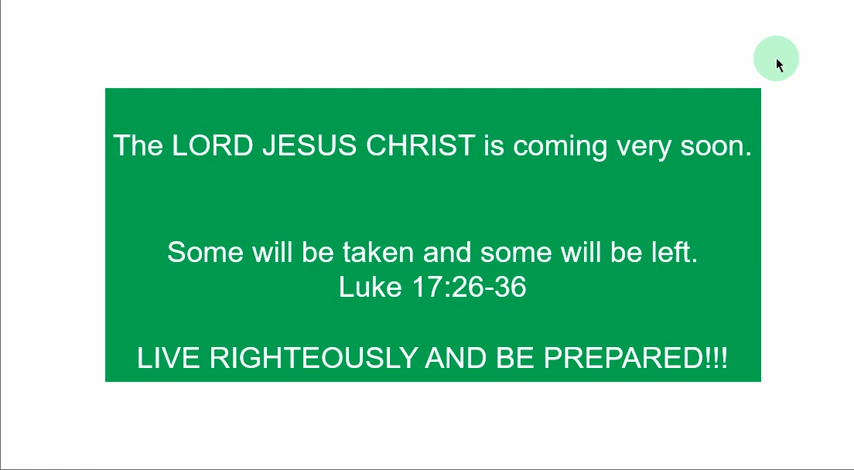 The LORD JESUS CHRIST is coming very soon.
Some will be taken and some will be left.
Luke 17:26-36
LIVE RIGHTEOUSLY AND BE PREPARED!!!